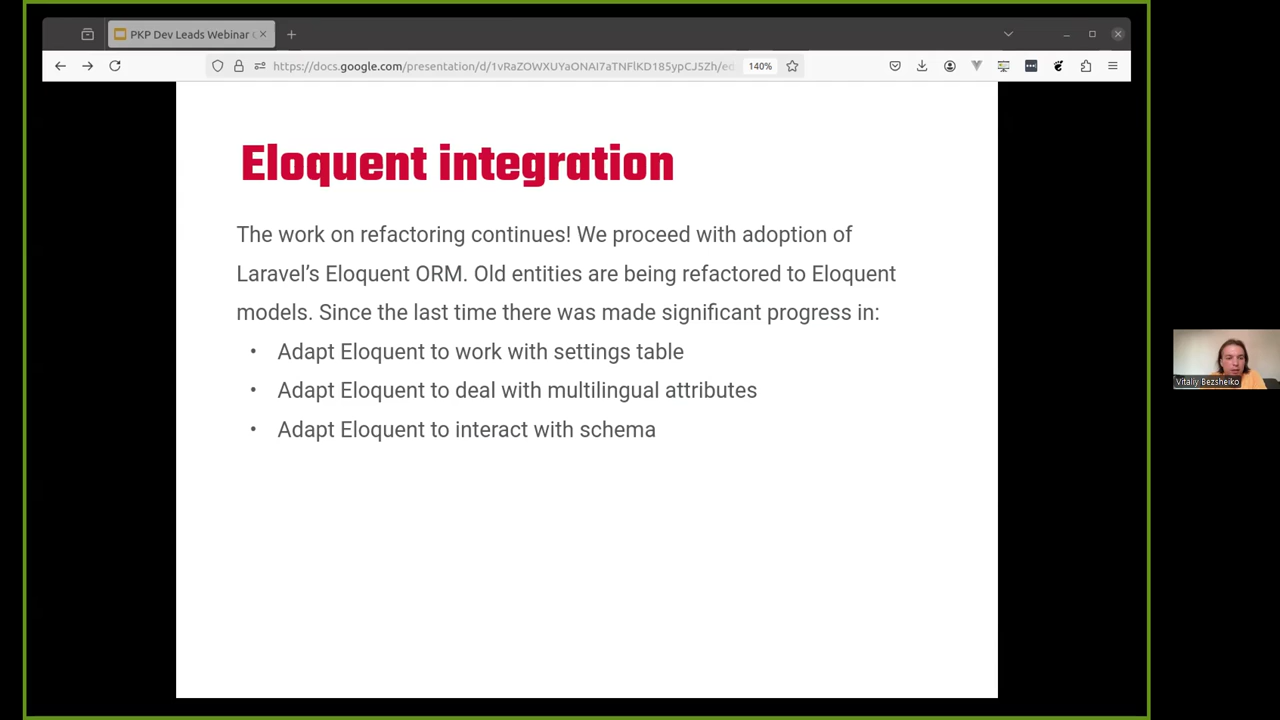 PKP Dev Leads Webinar
https://docs.google.com/presentation/d/1vRaZOWXUYaONAI7aTNFlKD185ypCJ5Zh/ed
140%
Eloquent integration
The work on refactoring continues! We proceed with adoption of
Laravel’s Eloquent ORM. Old entities are being refactored to Eloquent
models. Since the last time there was made significant progress in:
• Adapt Eloquent to work with settings table
• Adapt Eloquent to deal with multilingual attributes
• Adapt Eloquent to interact with schema
Vitaliy Bezsheiko